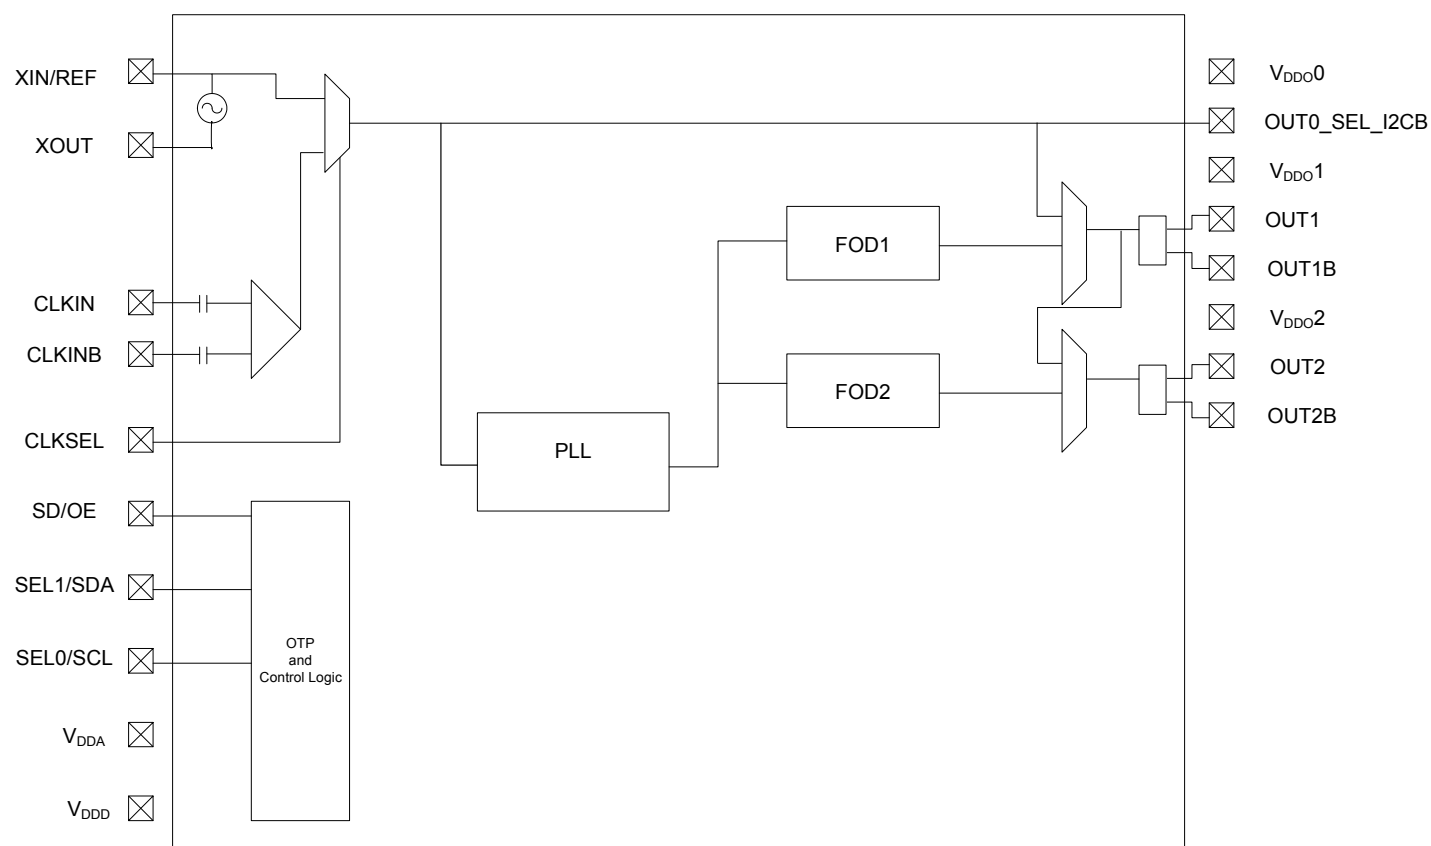 XIN/REF
XOUT
CLKIN
CLKINB
CLKSEL
SD/OE
SEL1/SDA
SEL0/SCL
VDDA
VDDD
OTP
and
Control Logic
PLL
FOD1
FOD2
VDDO0
OUT0_SEL_I2CB
VDDO1
OUT1
OUT1B
VDDO2
OUT2
OUT2B